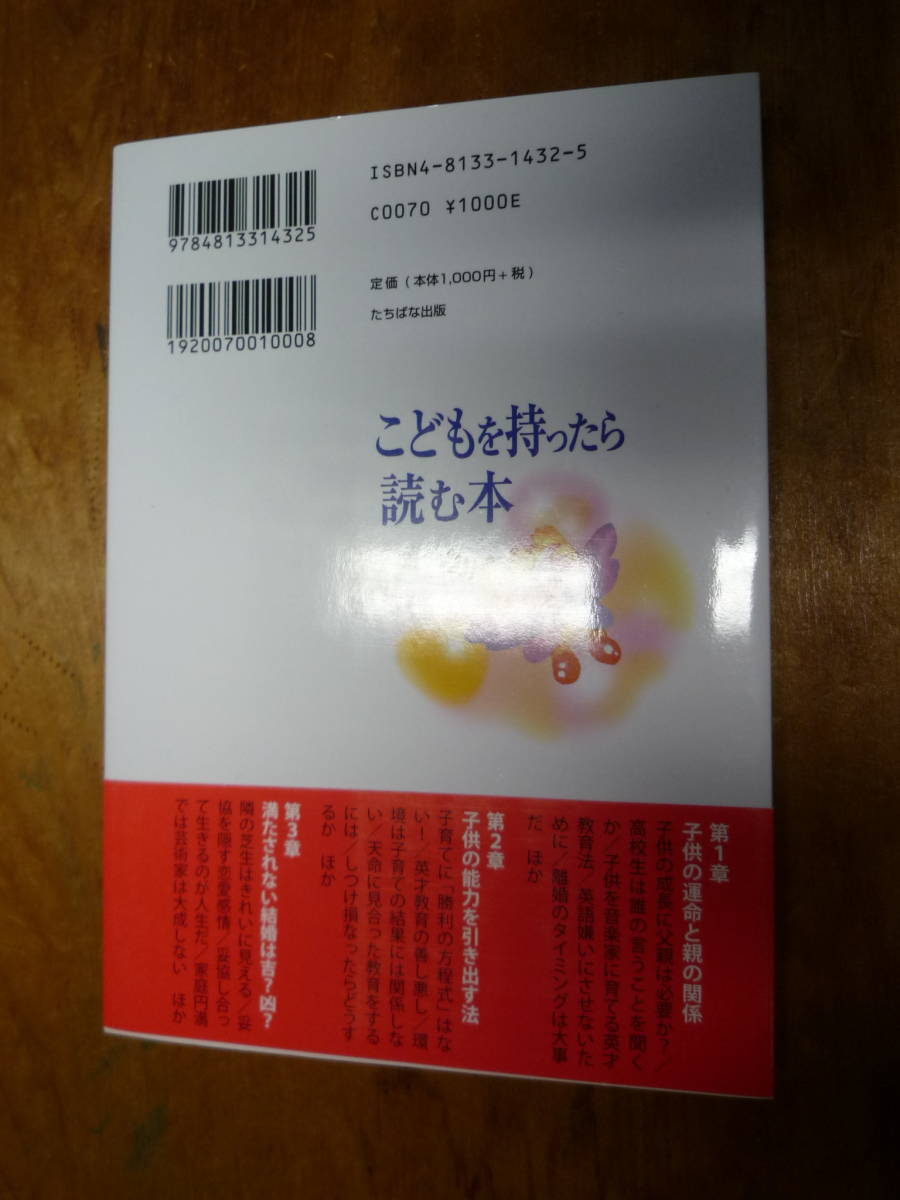 ISBN4-8133-1432-5
C0070 ¥1000E
9784813314325
1920070010008
定価 (本体1,000円+税)
たちばな出版
こどもを持ったら
読む本
第1章
子供の運命と親の関係
子供の成長に父親は必要か?/
高校生は誰の言うことを聞く
か/子供を音楽家に育てる英才
教育法/英語嫌いにさせないた
めに/離婚のタイミングは大事
だ ほか
第2章
子供の能力を引き出す法
子育てに「勝利の方程式」はな
い!/英才教育の善し悪し/環
境は子育ての結果には関係しな
い/天命に見合った教育をする
には/しつけ損なったらどうす
るか ほか
第3章
満たされない結婚は吉?凶?
隣の芝生はきれいに見える/妥
協を隠す恋愛感情/妥協し合っ
て生きるのが人生だ/家庭円満
では芸術家は大成しない ほか